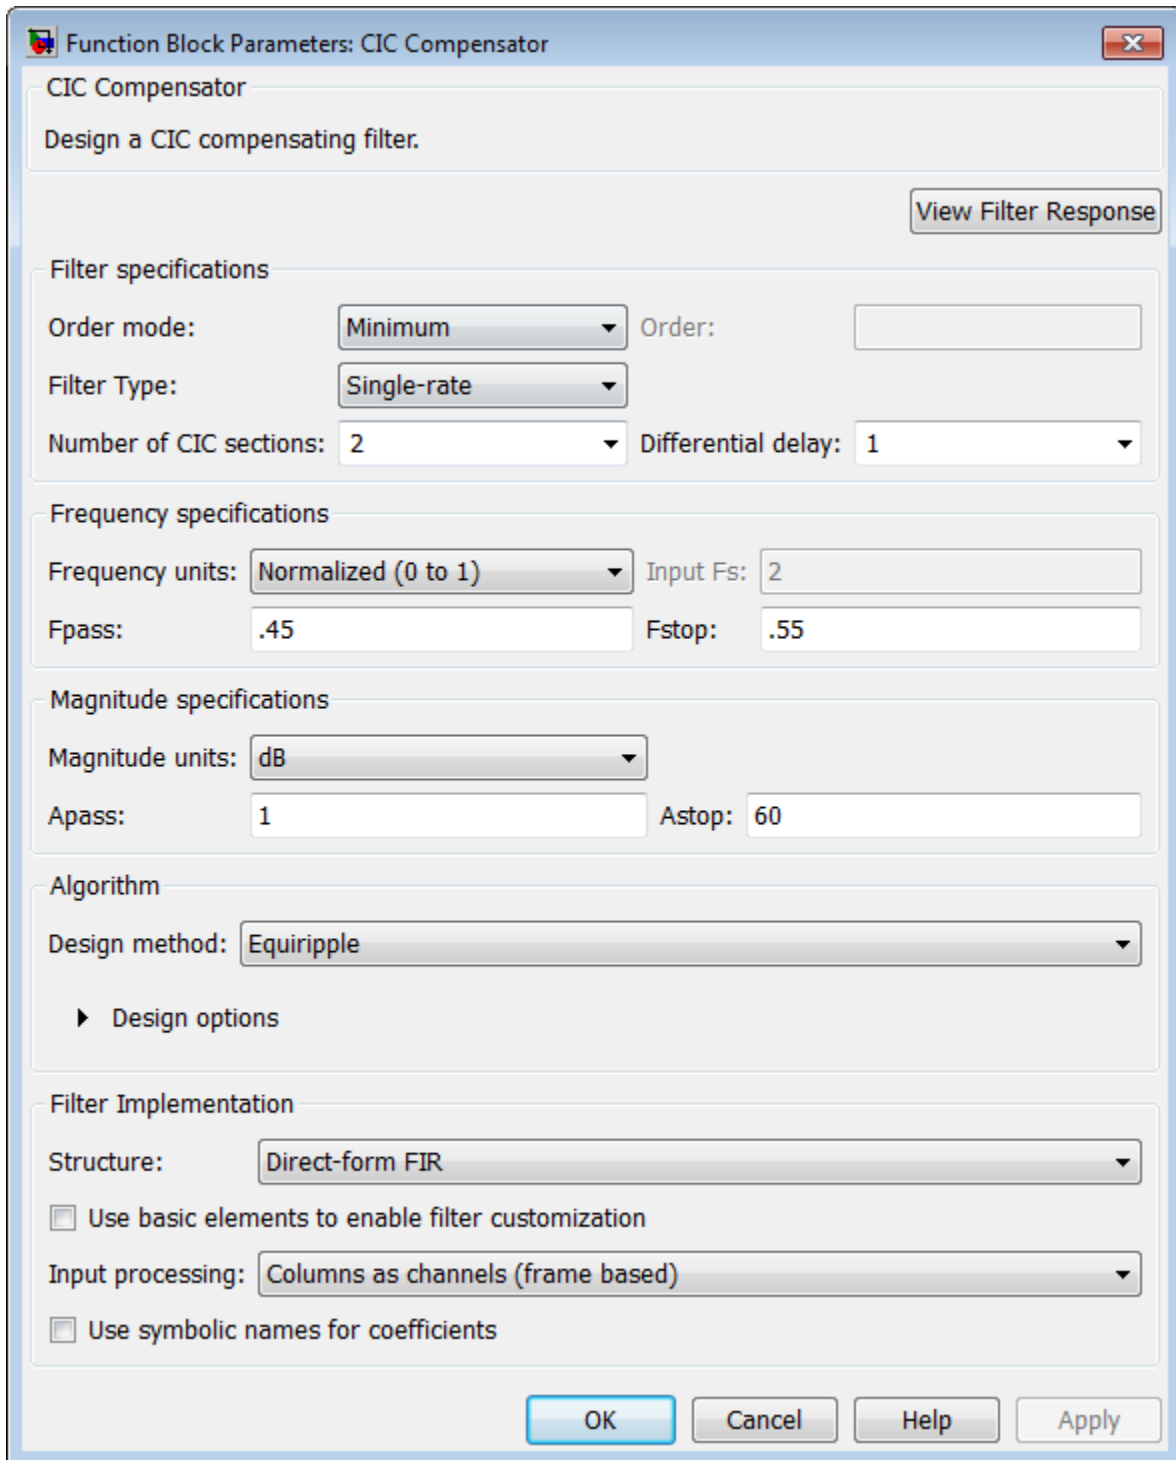 Function Block Parameters: CIC Compensator
CIC Compensator
Design a CIC compensating filter.
View Filter Response
Filter specifications
Order mode: Minimum Order:
Filter Type: Single-rate
Number of CIC sections: 2 Differential delay: 1
Frequency specifications
Frequency units: Normalized (0 to 1) Input Fs: 2
Fpass: .45 Fstop: .55
Magnitude specifications
Magnitude units: dB
Apass: 1 Astop: 60
Algorithm
Design method: Equiripple
Design options
Filter Implementation
Structure: Direct-form FIR
Use basic elements to enable filter customization
Input processing: Columns as channels (frame based)
Use symbolic names for coefficients
OK Cancel Help Apply